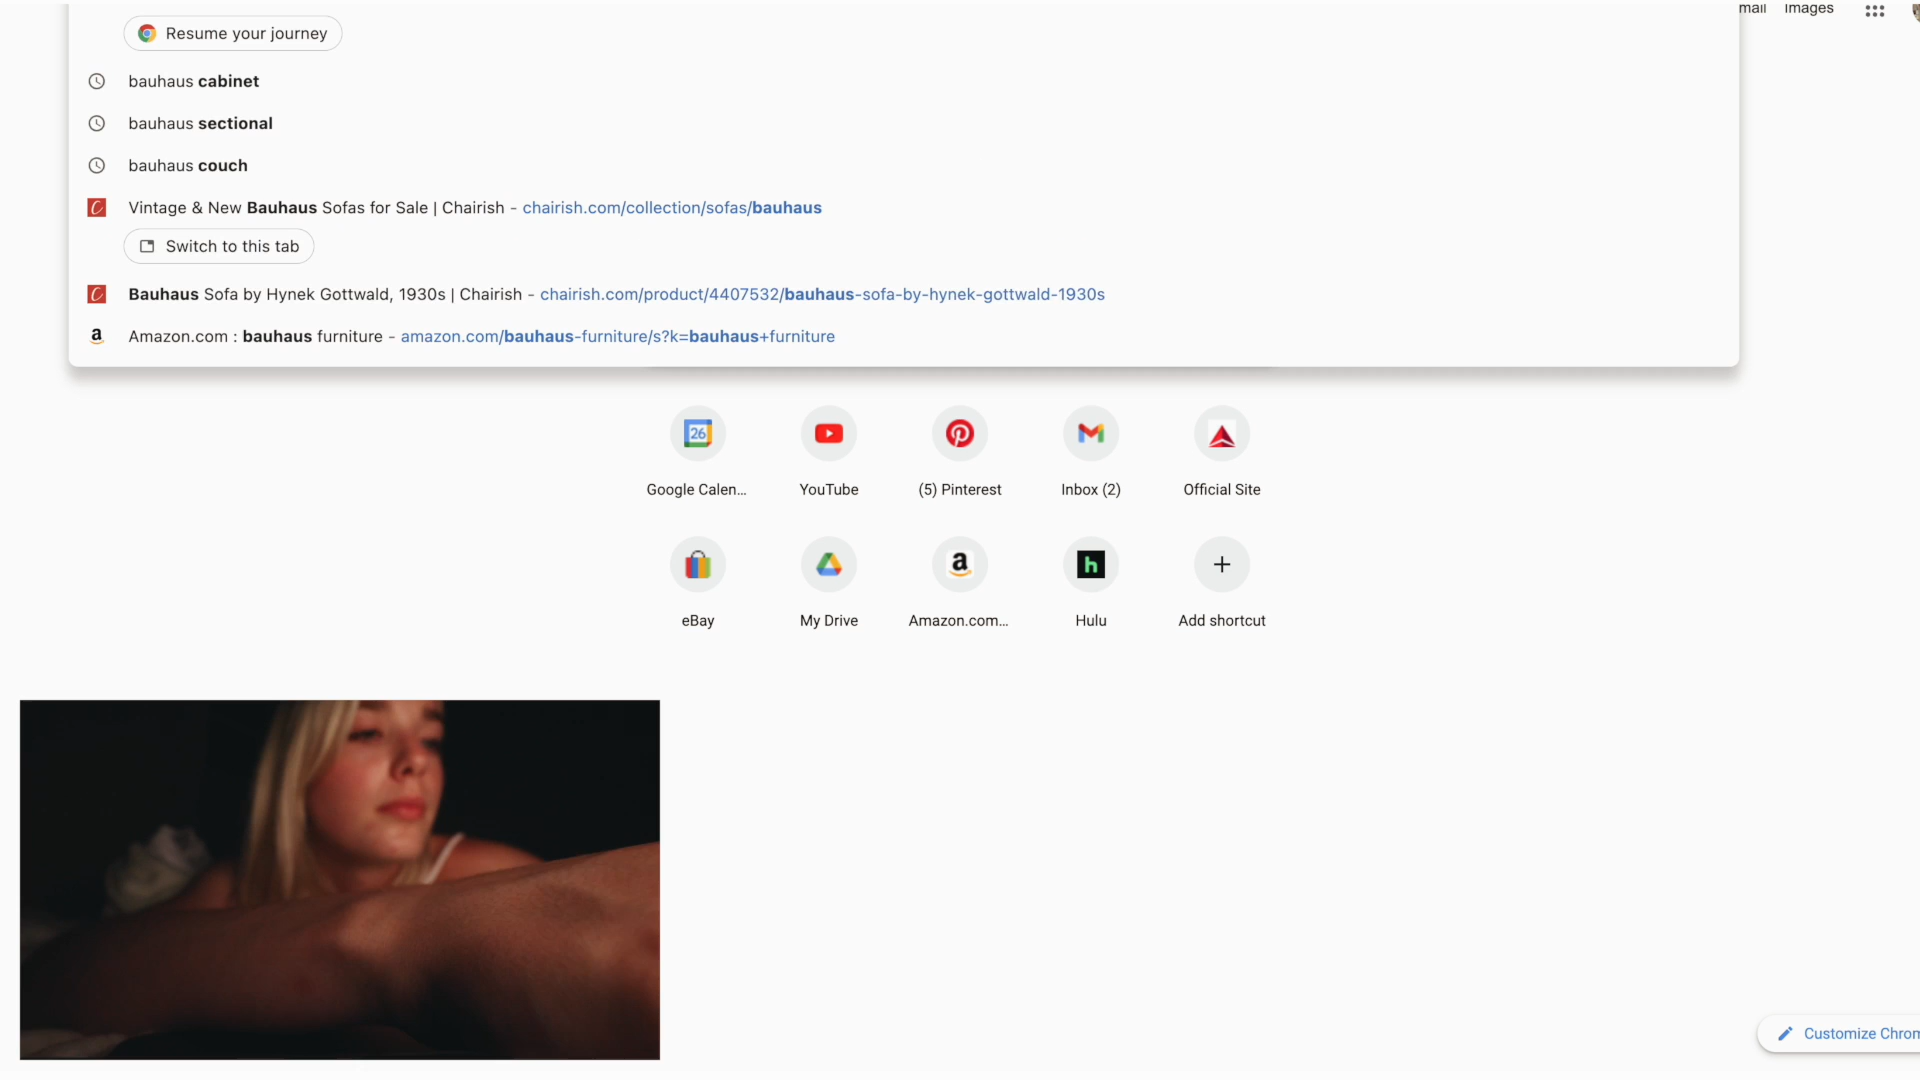 mail Images
Resume your journey
bauhaus cabinet
bauhaus sectional
bauhaus couch
Vintage & New Bauhaus Sofas for Sale | Chairish - chairish.com/collection/sofas/bauhaus
Switch to this tab
Bauhaus Sofa by Hynek Gottwald, 1930s | Chairish - chairish.com/product/4407532/bauhaus-sofa-by-hynek-gottwald-1930s
a Amazon.com : bauhaus furniture - amazon.com/bauhaus-furniture/s?k=bauhaus+furniture
26
Google Calen... YouTube (5) Pinterest Inbox (2) Official Site
a h
eBay My Drive Amazon.com... Hulu Add shortcut
Customize Chrom